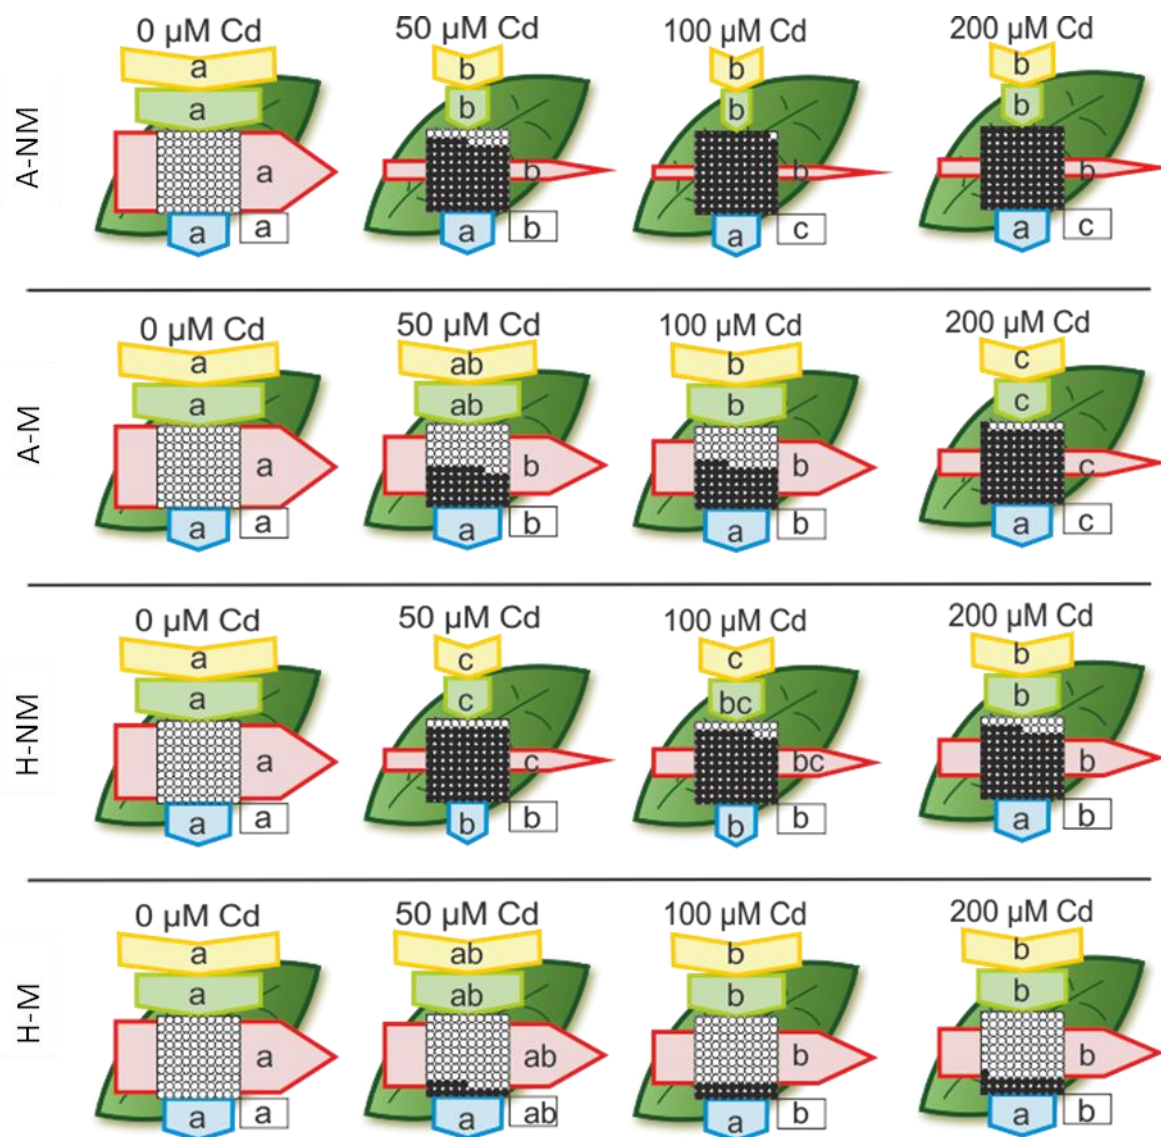 0 µM Cd 50 µM Cd 100 µM Cd 200 µM Cd
a b b b
a b b b
A-NM
a b b b
a a a b a c a c
0 µM Cd 50 µM Cd 100 µM Cd 200 µM Cd
a ab b c
a ab b c
A-M
a b b c
a a a b a b a c
0 µM Cd 50 µM Cd 100 µM Cd 200 µM Cd
a c c b
a c bc b
H-NM
a c bc b
a a b b b b a b
0 µM Cd 50 µM Cd 100 µM Cd 200 µM Cd
a ab b b
a ab b b
H-M
a ab b b
a a a ab a b a b